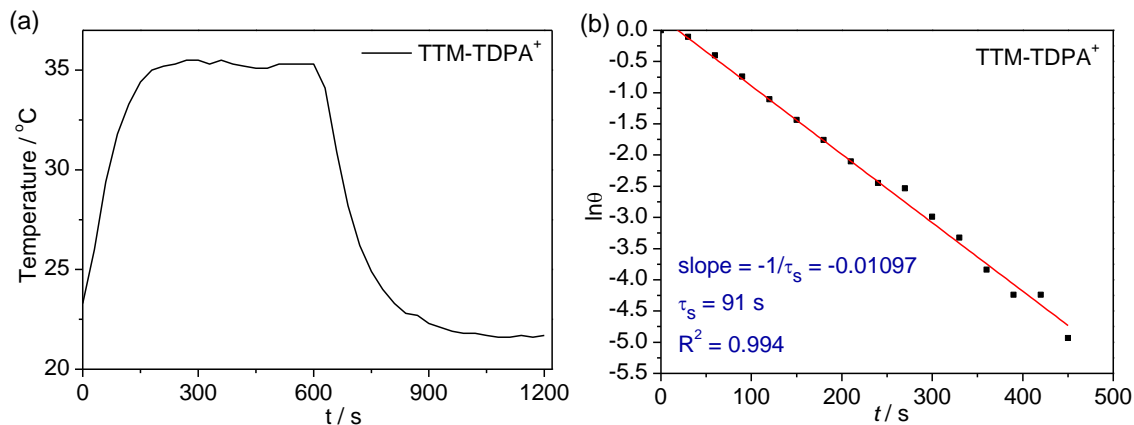 (a)
TTM-TDPA⁺
35
30
25
20
Temperature / °C
0 300 600 900 1200
t / s
(b)
TTM-TDPA⁺
0.0
-0.5
-1.0
-1.5
-2.0
-2.5
-3.0
-3.5
-4.0
-4.5
-5.0
-5.5
lnθ
slope = -1/τₛ = -0.01097
τₛ = 91 s
R² = 0.994
0 100 200 300 400 500
t / s